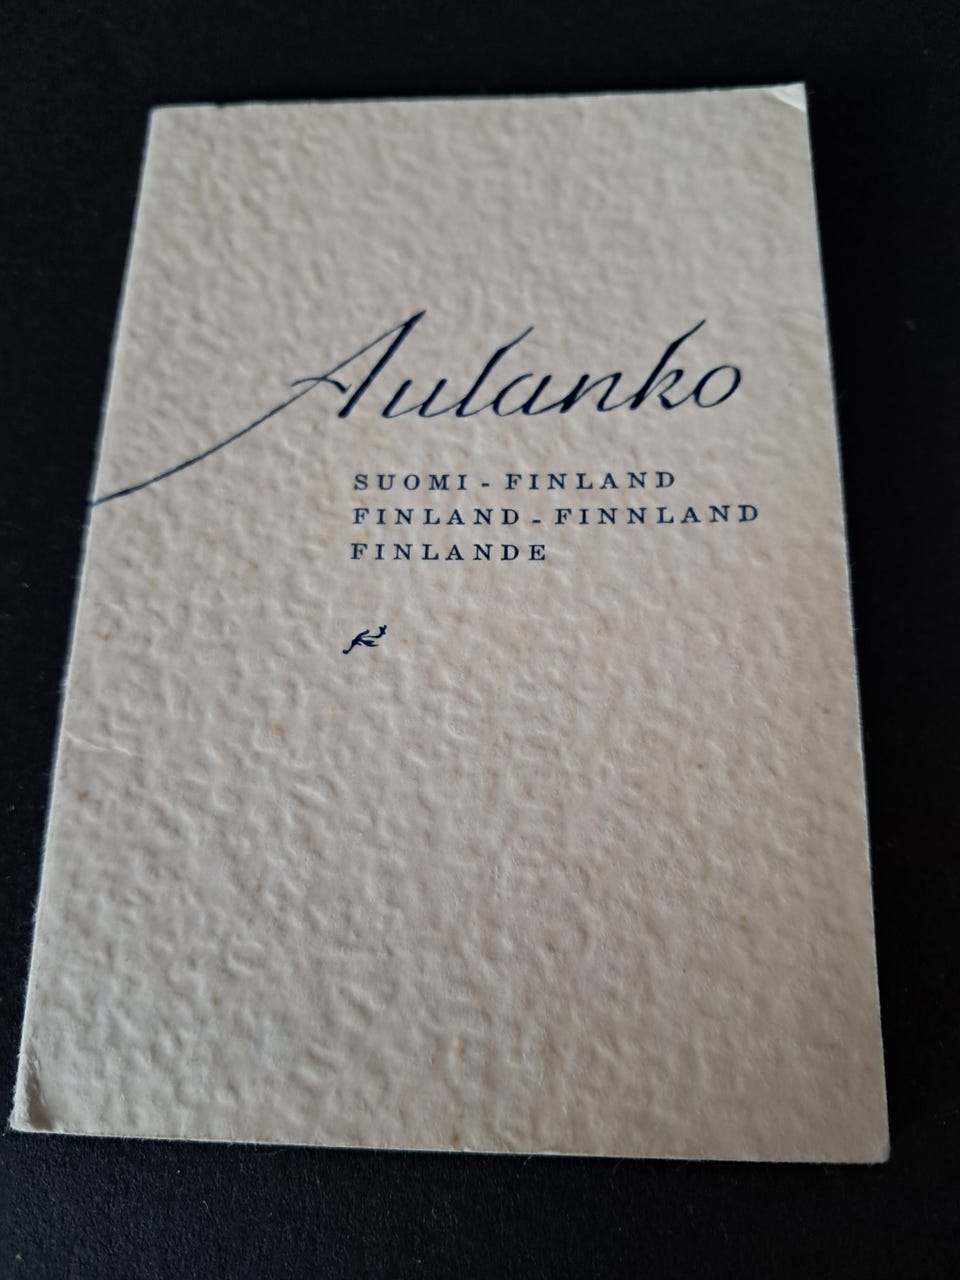 Aulanko
SUOMI - FINLAND
FINLAND - FINNLAND
FINLANDE